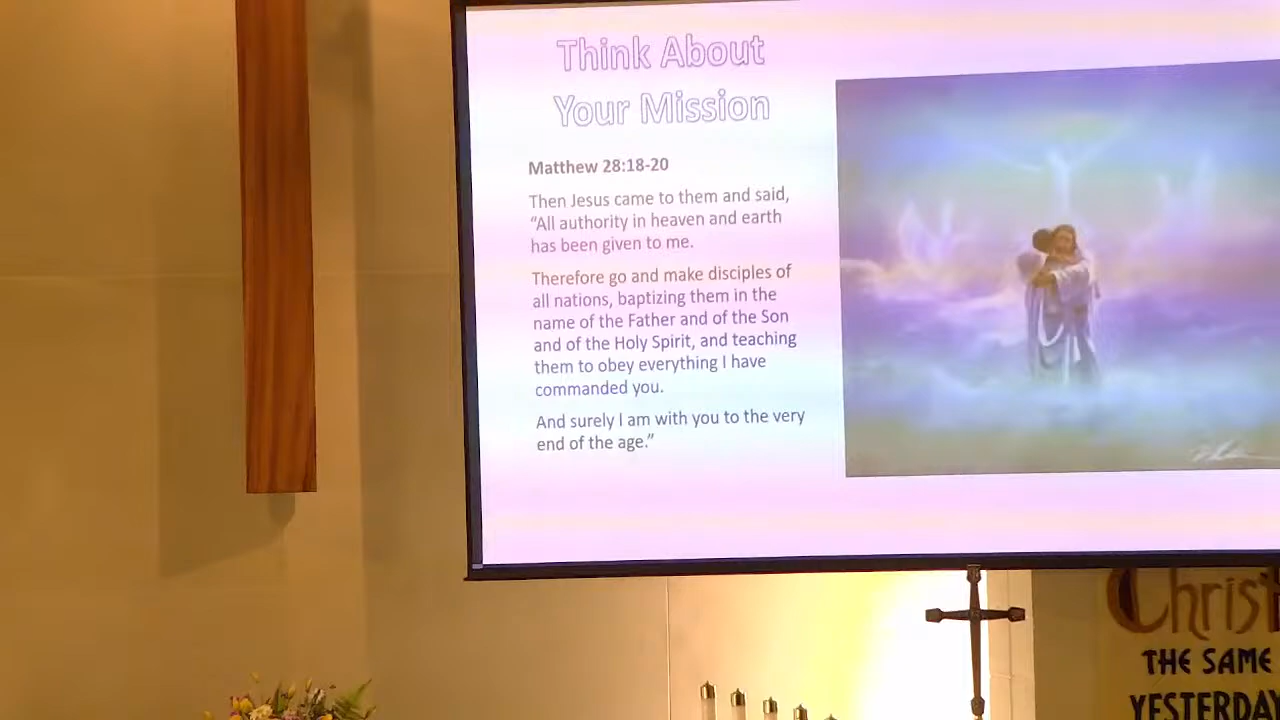 Think About
Your Mission
Matthew 28:18-20
Then Jesus came to them and said,
“All authority in heaven and earth
has been given to me.
Therefore go and make disciples of
all nations, baptizing them in the
name of the Father and of the Son
and of the Holy Spirit, and teaching
them to obey everything I have
commanded you.
And surely I am with you to the very
end of the age.”
Christ
THE SAME
YESTERDAY